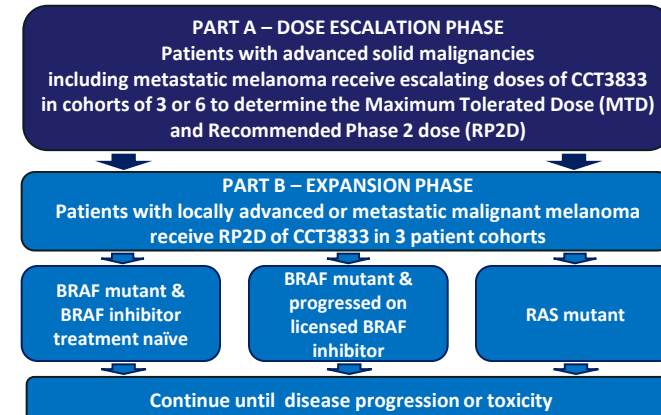 PART A – DOSE ESCALATION PHASE
Patients with advanced solid malignancies
including metastatic melanoma receive escalating doses of CCT3833
in cohorts of 3 or 6 to determine the Maximum Tolerated Dose (MTD)
and Recommended Phase 2 dose (RP2D)
PART B – EXPANSION PHASE
Patients with locally advanced or metastatic malignant melanoma
receive RP2D of CCT3833 in 3 patient cohorts
BRAF mutant &
BRAF inhibitor
treatment naïve
BRAF mutant &
progressed on
licensed BRAF
inhibitor
RAS mutant
Continue until disease progression or toxicity